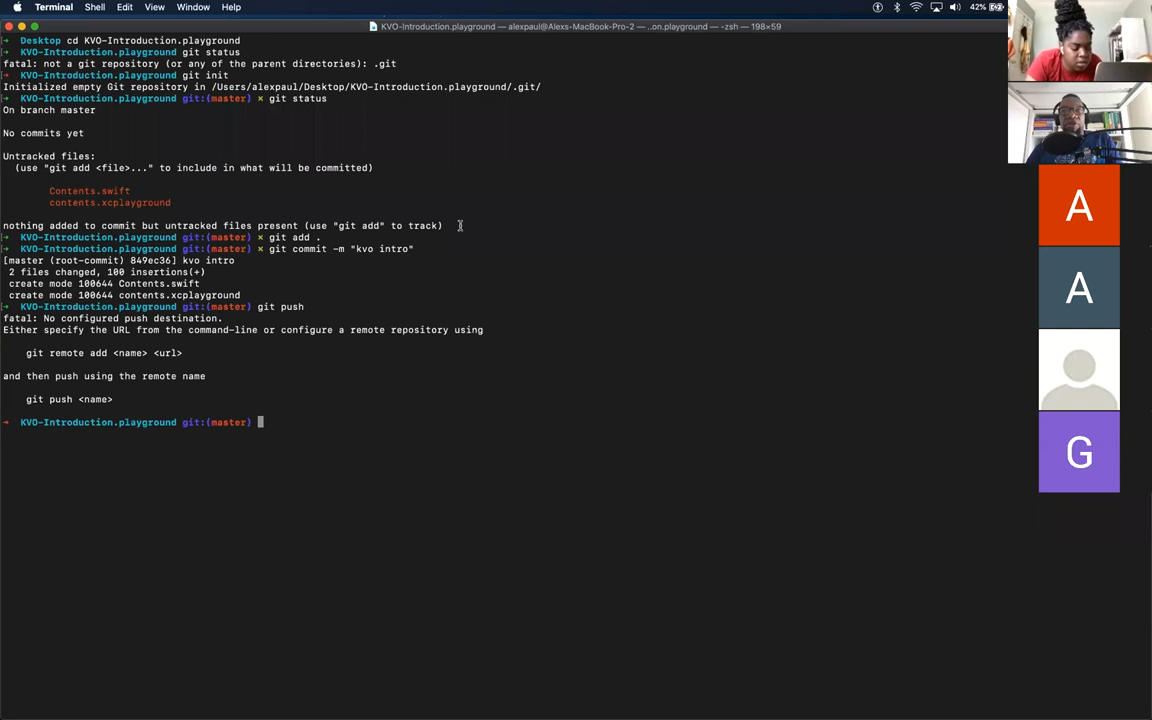 Terminal Shell Edit View Window Help 42%
KVO-Introduction.playground — alexpaul@Alexs-MacBook-Pro-2 — ..on.playground — -zsh — 198×59
→ Desktop cd KVO-Introduction.playground
→ KVO-Introduction.playground git status
fatal: not a git repository (or any of the parent directories): .git
→ KVO-Introduction.playground git init
Initialized empty Git repository in /Users/alexpaul/Desktop/KVO-Introduction.playground/.git/
→ KVO-Introduction.playground git:(master) × git status
On branch master
No commits yet
Untracked files:
(use "git add <file>..." to include in what will be committed)
Contents.swift
contents.xcplayground
nothing added to commit but untracked files present (use "git add" to track)
→ KVO-Introduction.playground git:(master) × git add .
→ KVO-Introduction.playground git:(master) × git commit -m "kvo intro"
[master (root-commit) 849ec36] kvo intro
2 files changed, 100 insertions(+)
create mode 100644 Contents.swift
create mode 100644 contents.xcplayground
→ KVO-Introduction.playground git:(master) git push
fatal: No configured push destination.
Either specify the URL from the command-line or configure a remote repository using
git remote add <name> <url>
and then push using the remote name
git push <name>
→ KVO-Introduction.playground git:(master)
A
A
G